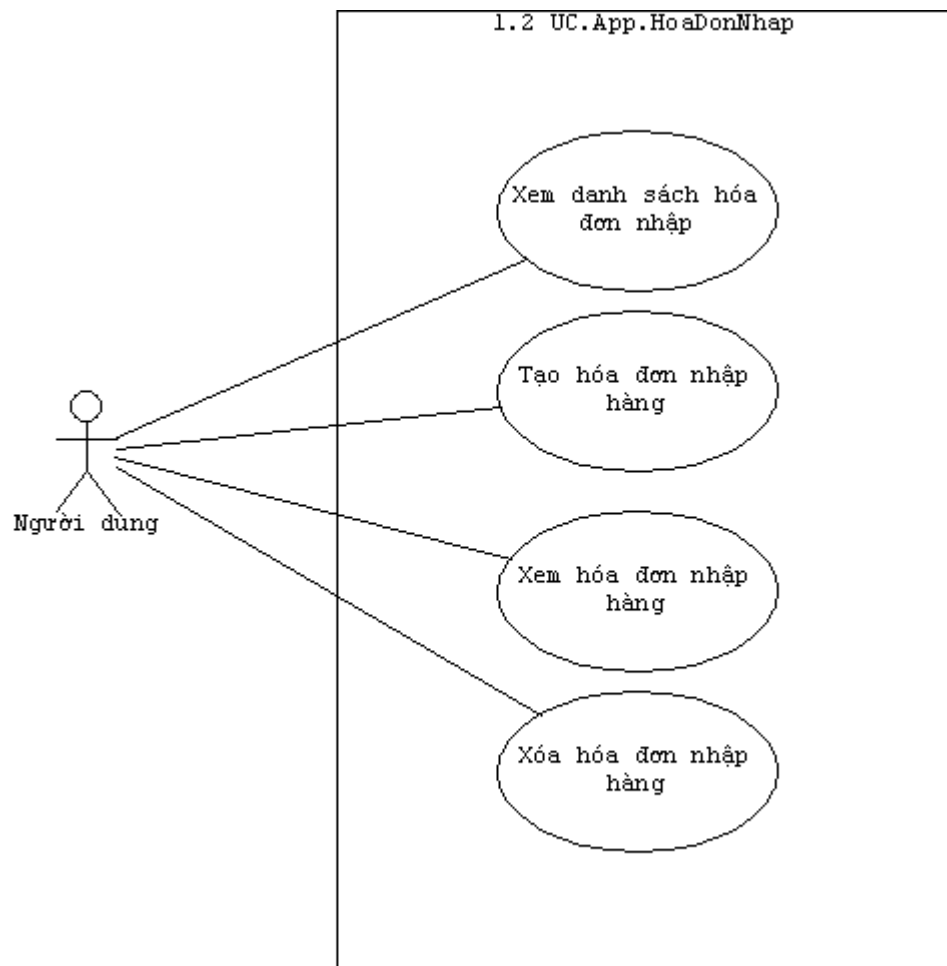 1.2 UC.App.HoaDonNhap
Xem danh sách hóa
đơn nhập
Tạo hóa đơn nhập
hàng
Người dùng
Xem hóa đơn nhập
hàng
Xóa hóa đơn nhập
hàng